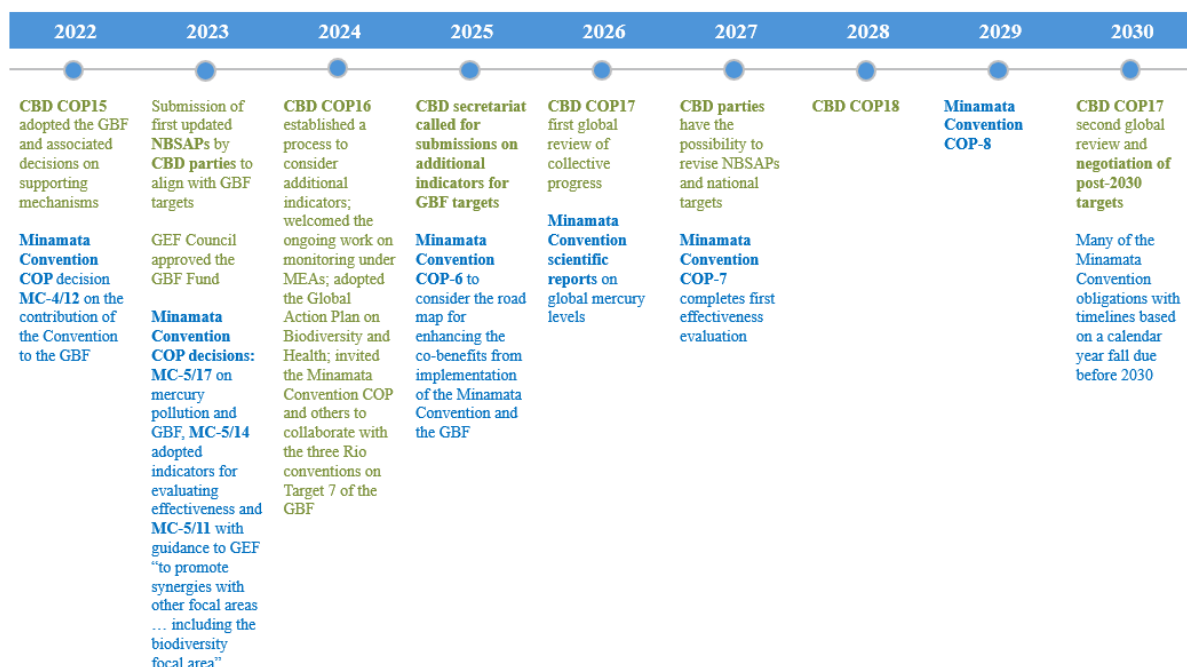 2022
2023
2024
2025
2026
2027
2028
2029
2030
CBD COP15
adopted the GBF
and associated
decisions on
supporting
mechanisms
Minamata
Convention
COP decision
MC-4/12 on the
contribution of
the Convention
to the GBF
Submission of
first updated
NBSAPs by
CBD parties to
align with GBF
targets
GEF Council
approved the
GBF Fund
Minamata
Convention
COP decisions:
MC-5/17 on
mercury
pollution and
GBF, MC-5/14
adopted
indicators for
evaluating
effectiveness and
MC-5/11 with
guidance to GEF
“to promote
synergies with
other focal areas
… including the
biodiversity
focal area”
CBD COP16
established a
process to
consider
additional
indicators;
welcomed the
ongoing work on
monitoring under
MEAs; adopted
the Global
Action Plan on
Biodiversity and
Health; invited
the Minamata
Convention COP
and others to
collaborate with
the three Rio
conventions on
Target 7 of the
GBF
CBD secretariat
called for
submissions on
additional
indicators for
GBF targets
Minamata
Convention
COP-6 to
consider the road
map for
enhancing the
co-benefits from
implementation
of the Minamata
Convention and
the GBF
CBD COP17
first global
review of
collective
progress
Minamata
Convention
scientific
reports on
global mercury
levels
CBD parties
have the
possibility to
revise NBSAPs
and national
targets
Minamata
Convention
COP-7
completes first
effectiveness
evaluation
CBD COP18
Minamata
Convention
COP-8
CBD COP17
second global
review and
negotiation of
post-2030
targets
Many of the
Minamata
Convention
obligations with
timelines based
on a calendar
year fall due
before 2030